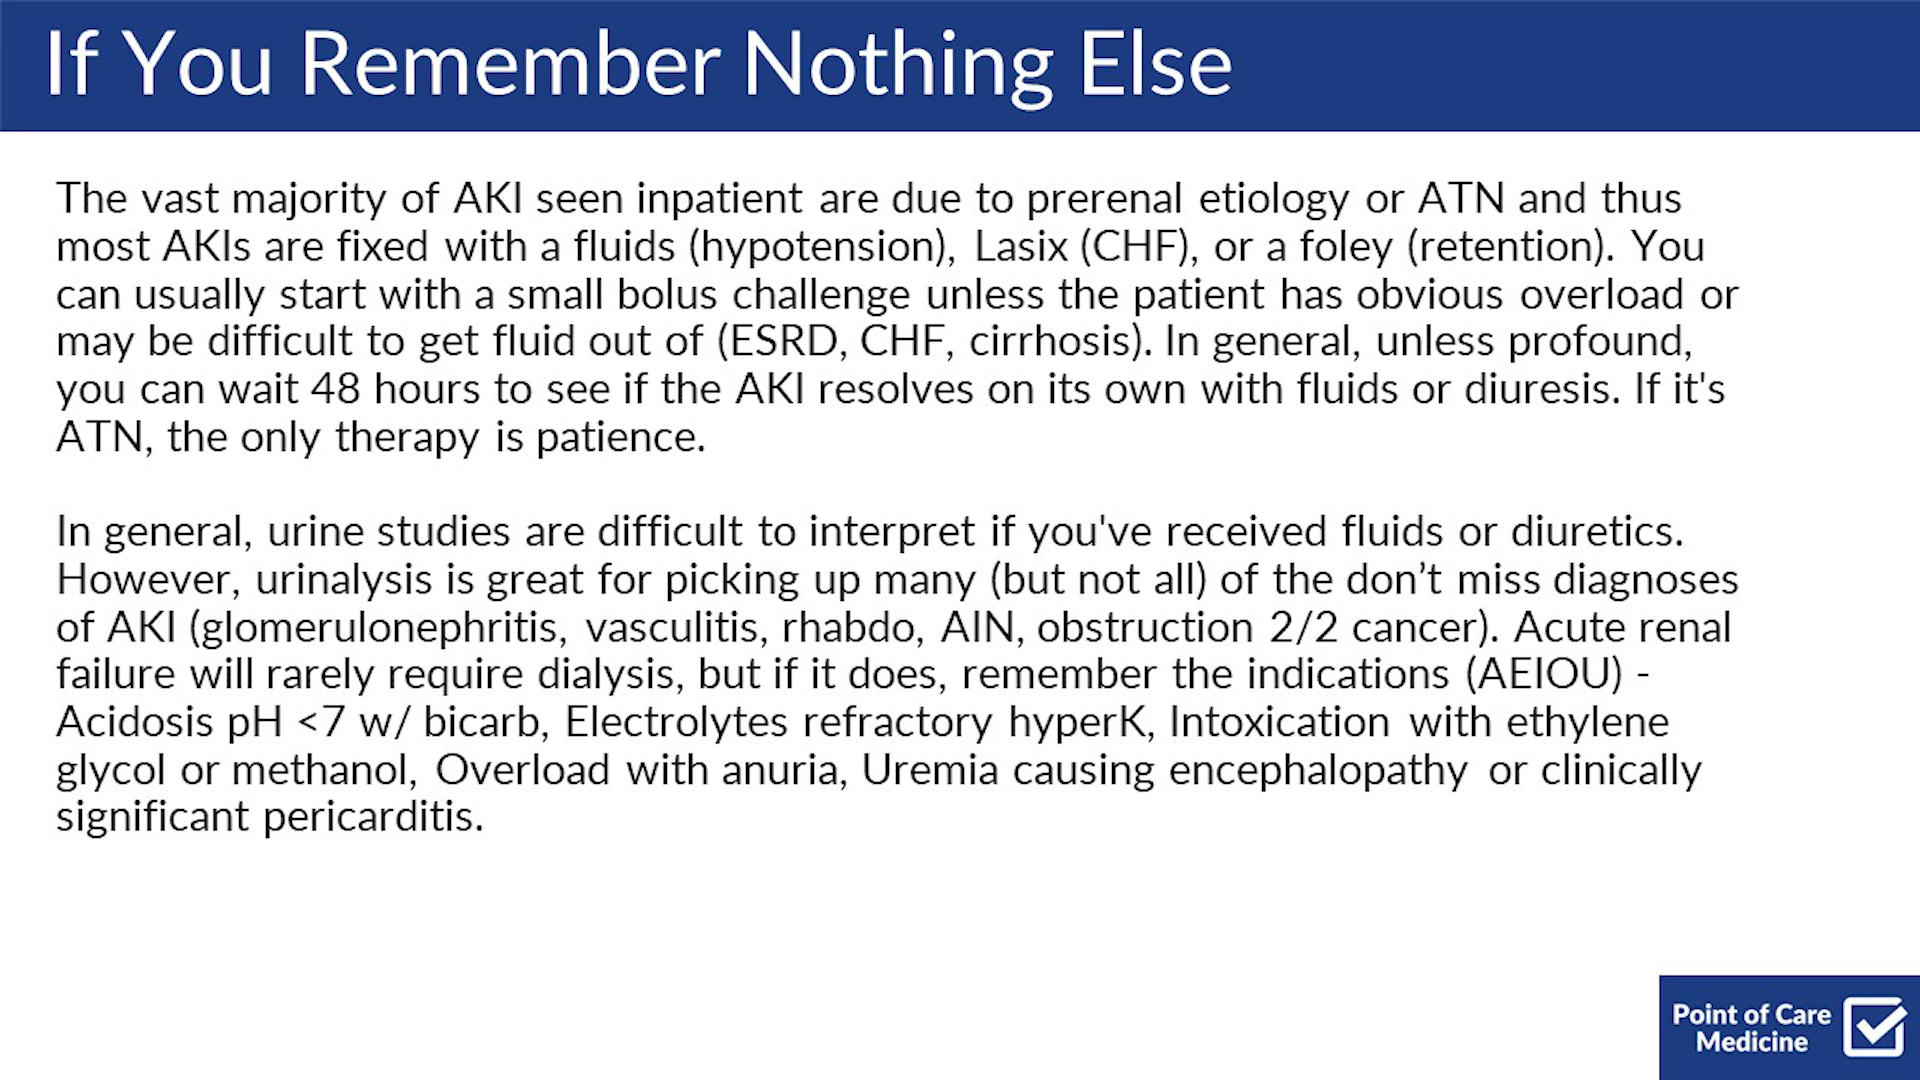 If You Remember Nothing Else
The vast majority of AKI seen inpatient are due to prerenal etiology or ATN and thus
most AKIs are fixed with a fluids (hypotension), Lasix (CHF), or a foley (retention). You
can usually start with a small bolus challenge unless the patient has obvious overload or
may be difficult to get fluid out of (ESRD, CHF, cirrhosis). In general, unless profound,
you can wait 48 hours to see if the AKI resolves on its own with fluids or diuresis. If it's
ATN, the only therapy is patience.
In general, urine studies are difficult to interpret if you've received fluids or diuretics.
However, urinalysis is great for picking up many (but not all) of the don’t miss diagnoses
of AKI (glomerulonephritis, vasculitis, rhabdo, AIN, obstruction 2/2 cancer). Acute renal
failure will rarely require dialysis, but if it does, remember the indications (AEIOU) -
Acidosis pH <7 w/ bicarb, Electrolytes refractory hyperK, Intoxication with ethylene
glycol or methanol, Overload with anuria, Uremia causing encephalopathy or clinically
significant pericarditis.
Point of Care
Medicine